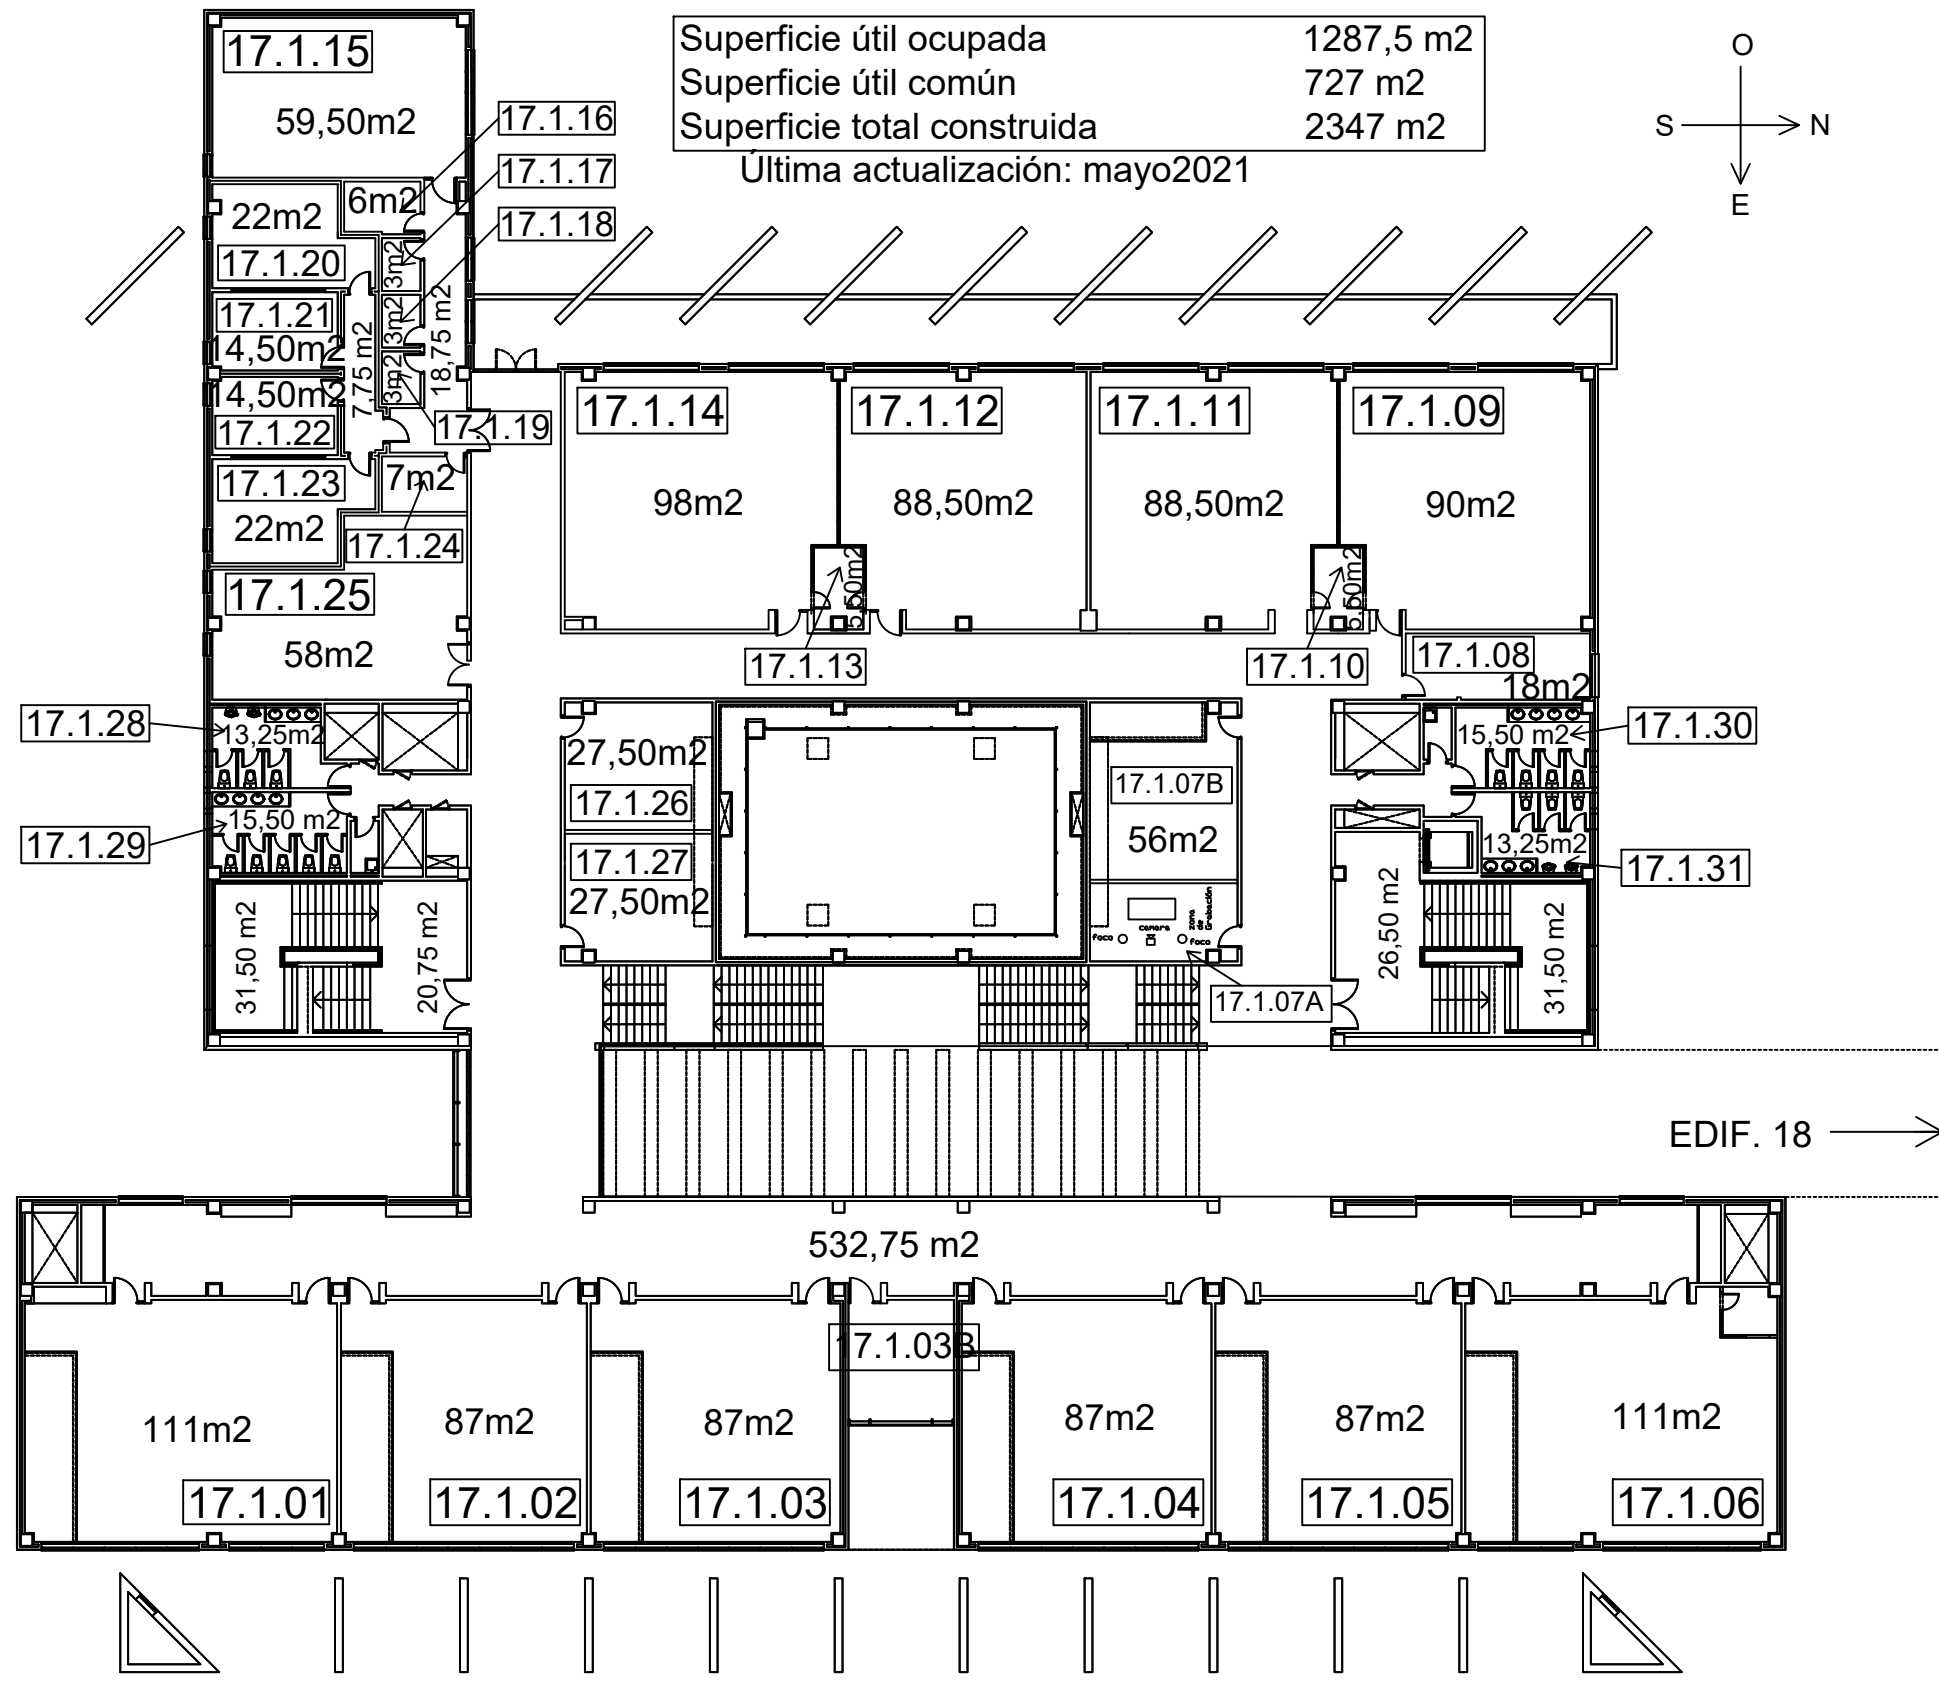 Superficie útil ocupada 1287,5 m2
Superficie útil común 727 m2
Superficie total construida 2347 m2
Última actualización: mayo2021
O
S
N
E
17.1.15
59,50m2
17.1.16
17.1.17
17.1.18
6m2
22m2
17.1.20
3m2
17.1.21
14,50m2
3m2
18,75 m2
7,75 m2
14,50m2
3m2
17.1.22
17.1.19
17.1.23
22m2
7m2
17.1.24
17.1.25
58m2
17.1.14
98m2
17.1.12
88,50m2
17.1.11
88,50m2
17.1.09
90m2
5,50m2
5,50m2
17.1.13
17.1.10
17.1.08
18m2
17.1.28
13,25m2
17.1.29
15,50 m2
27,50m2
17.1.26
17.1.27
27,50m2
17.1.07B
56m2
foco
camara
foco
zona
de
Grabación
17.1.07A
15,50 m2
17.1.30
13,25m2
17.1.31
31,50 m2
20,75 m2
26,50 m2
31,50 m2
EDIF. 18
532,75 m2
17.1.03B
111m2
87m2
87m2
87m2
87m2
111m2
17.1.01
17.1.02
17.1.03
17.1.04
17.1.05
17.1.06